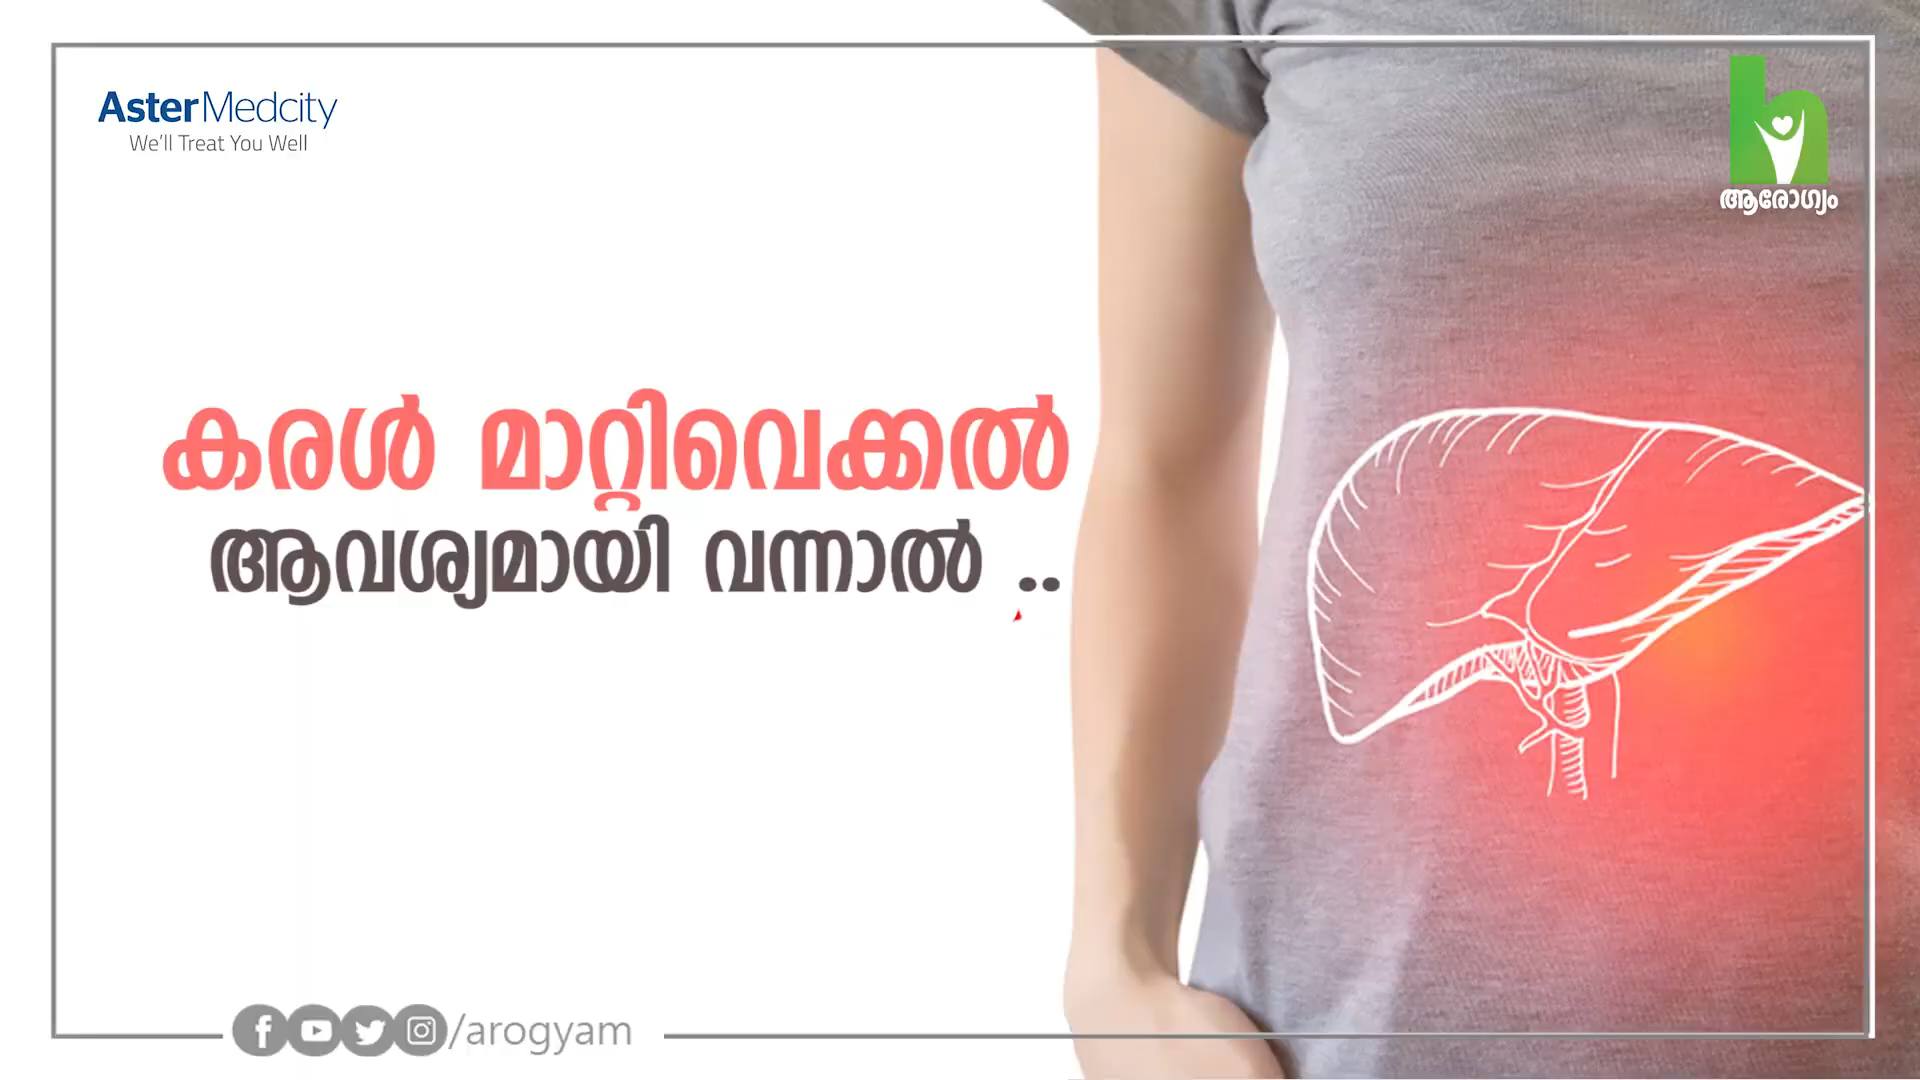 AsterMedcity
We'll Treat You Well
ആരോഗ്യം
കരൾ മാറ്റിവെക്കൽ
ആവശ്യമായി വന്നാൽ ..
/arogyam